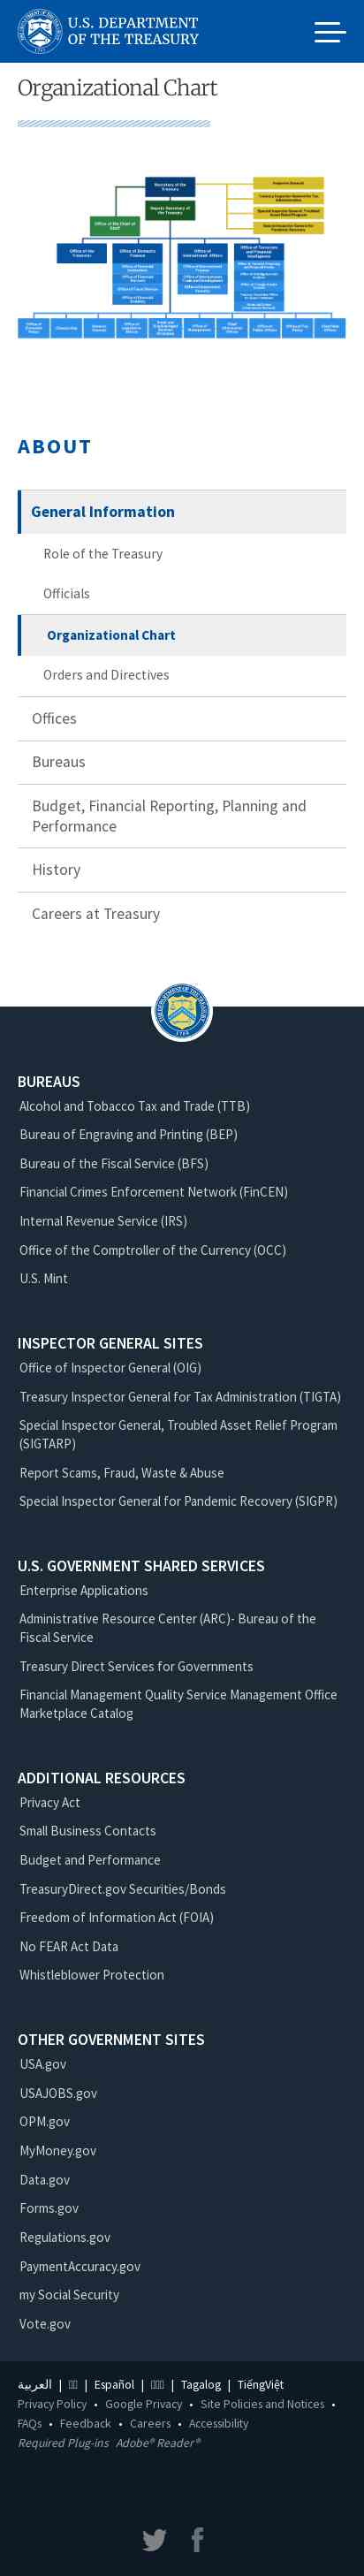 U.S. DEPARTMENT
OF THE TREASURY
Organizational Chart
Secretary of the
Treasury
Deputy Secretary of the
Treasury
Office of the Chief of
Staff
Inspector General
Treasury Inspector General for Tax
Administration
Special Inspector General Troubled
Asset Relief Program
Special Inspector General for
Pandemic Recovery
Office of the
Treasurer
Office of Domestic
Finance
Office of
International Affairs
Office of Terrorism
and Financial
Intelligence
ABOUT
General Information
Role of the Treasury
Officials
Organizational Chart
Orders and Directives
Offices
Bureaus
Budget, Financial Reporting, Planning and
Performance
History
Careers at Treasury
BUREAUS
Alcohol and Tobacco Tax and Trade (TTB)
Bureau of Engraving and Printing (BEP)
Bureau of the Fiscal Service (BFS)
Financial Crimes Enforcement Network (FinCEN)
Internal Revenue Service (IRS)
Office of the Comptroller of the Currency (OCC)
U.S. Mint
INSPECTOR GENERAL SITES
Office of Inspector General (OIG)
Treasury Inspector General for Tax Administration (TIGTA)
Special Inspector General, Troubled Asset Relief Program
(SIGTARP)
Report Scams, Fraud, Waste & Abuse
Special Inspector General for Pandemic Recovery (SIGPR)
U.S. GOVERNMENT SHARED SERVICES
Enterprise Applications
Administrative Resource Center (ARC)- Bureau of the
Fiscal Service
Treasury Direct Services for Governments
Financial Management Quality Service Management Office
Marketplace Catalog
ADDITIONAL RESOURCES
Privacy Act
Small Business Contacts
Budget and Performance
TreasuryDirect.gov Securities/Bonds
Freedom of Information Act (FOIA)
No FEAR Act Data
Whistleblower Protection
OTHER GOVERNMENT SITES
USA.gov
USAJOBS.gov
OPM.gov
MyMoney.gov
Data.gov
Forms.gov
Regulations.gov
PaymentAccuracy.gov
my Social Security
Vote.gov
العربية | | Español | | Tagalog | TiếngViệt
Privacy Policy • Google Privacy • Site Policies and Notices •
FAQs • Feedback • Careers • Accessibility
Required Plug-ins Adobe® Reader®